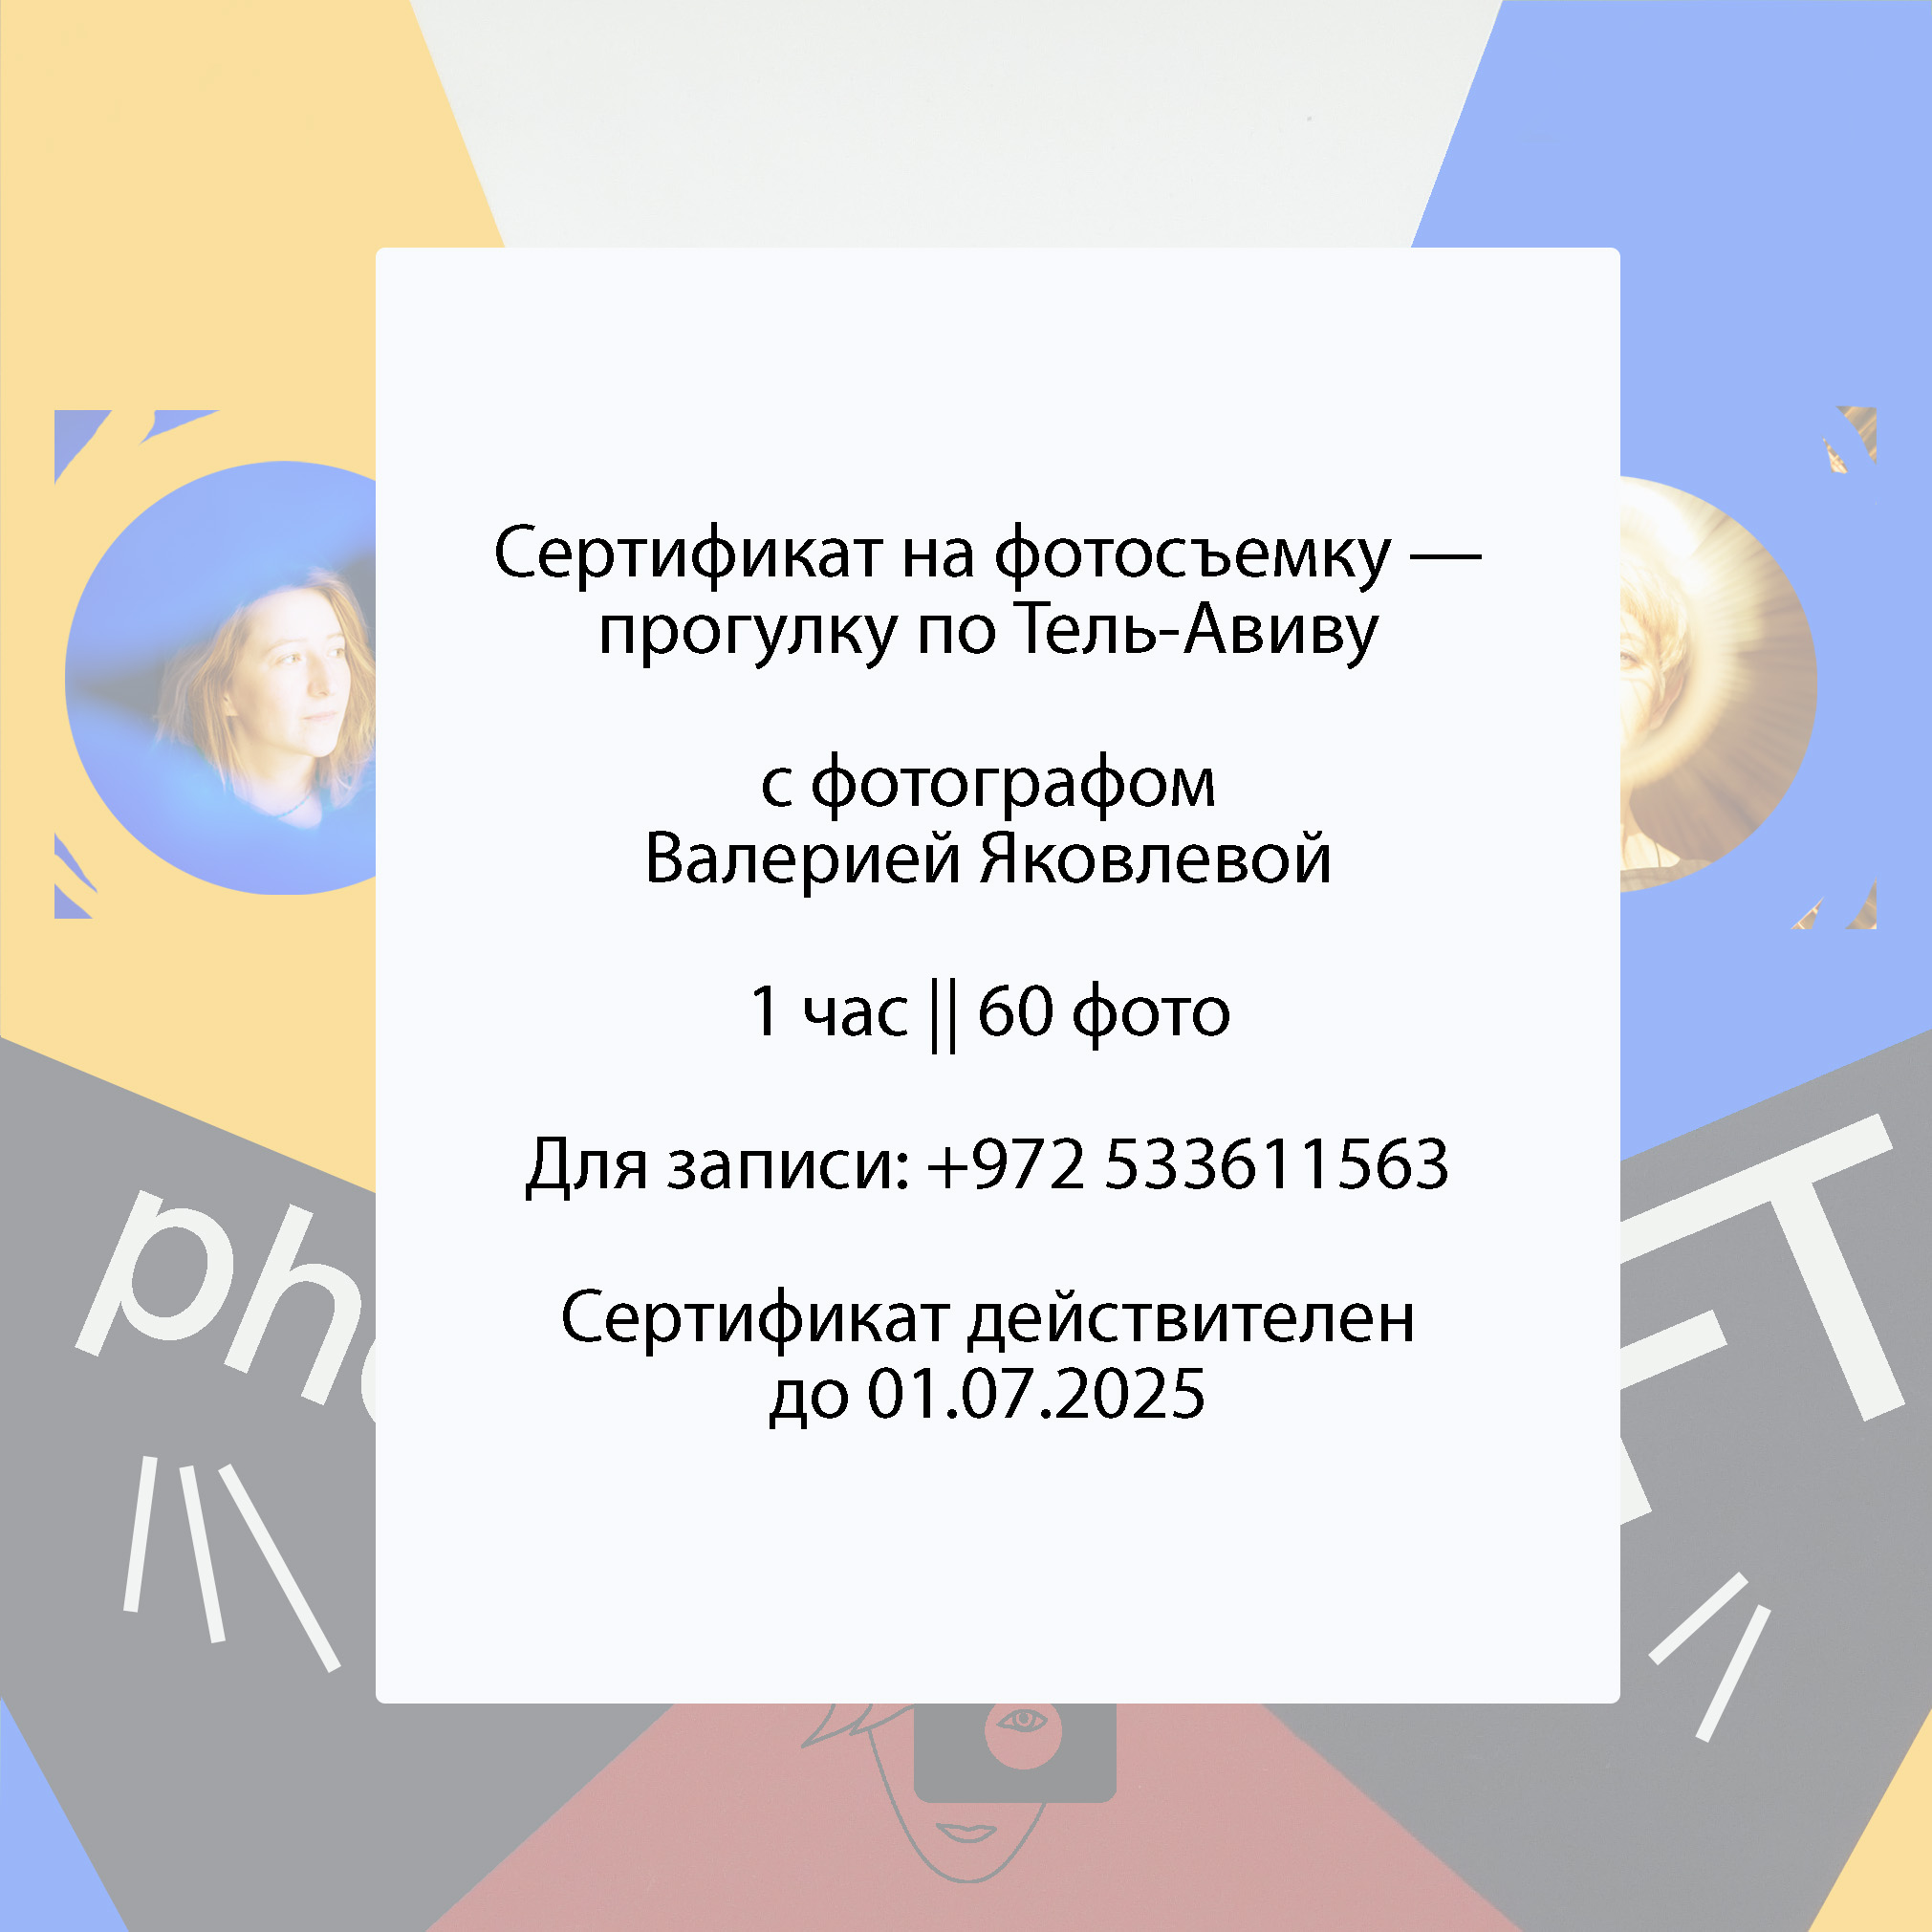 Сертификат на фотосъемку —
прогулку по Тель-Авиву
с фотографом
Валерией Яковлевой
1 час || 60 фото
Для записи: +972 533611563
Сертификат действителен
до 01.07.2025